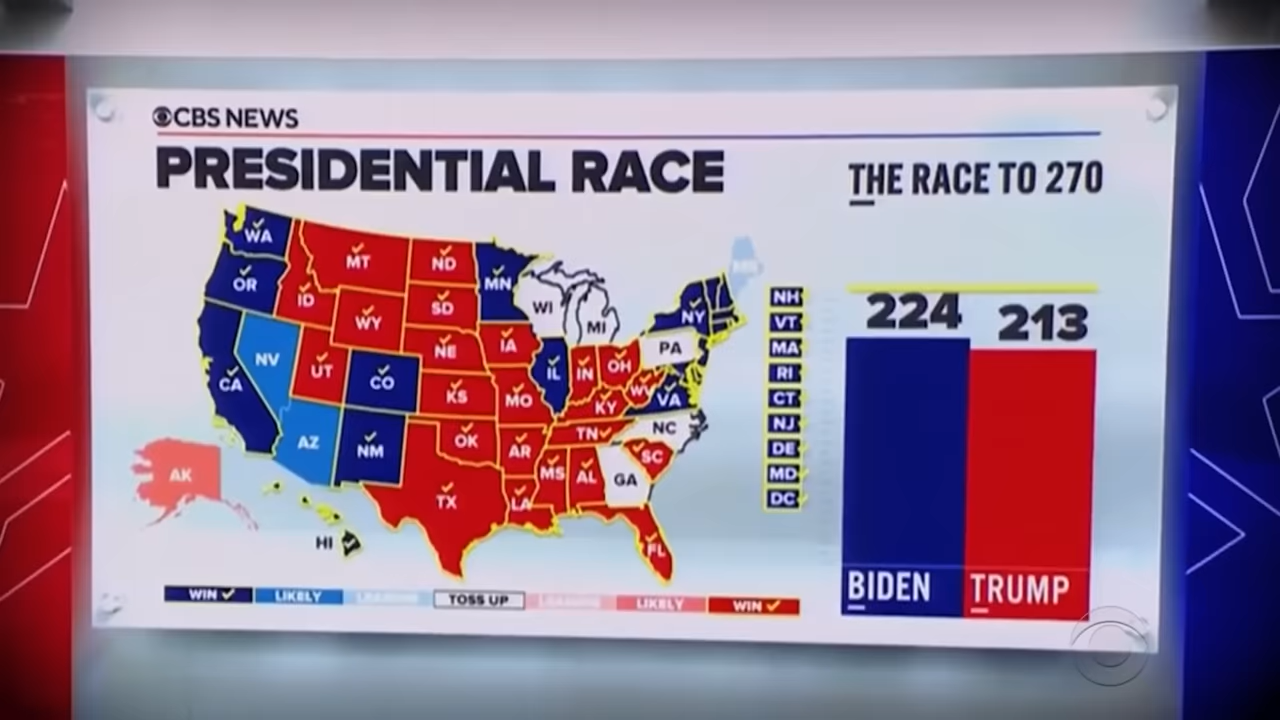 CBS NEWS
PRESIDENTIAL RACE
THE RACE TO 270
WA
OR
CA
NV
ID
MT
WY
UT
AZ
CO
NM
ND
SD
NE
KS
OK
TX
MN
IA
MO
AR
LA
WI
IL
MI
IN
OH
KY
TN
MS
AL
GA
FL
SC
NC
VA
WV
PA
NY
AK
HI
NH
VT
MA
RI
CT
NJ
DE
MD
DC
224
213
BIDEN
TRUMP
WIN
LIKELY
TOSS UP
LEANING
LIKELY
WIN